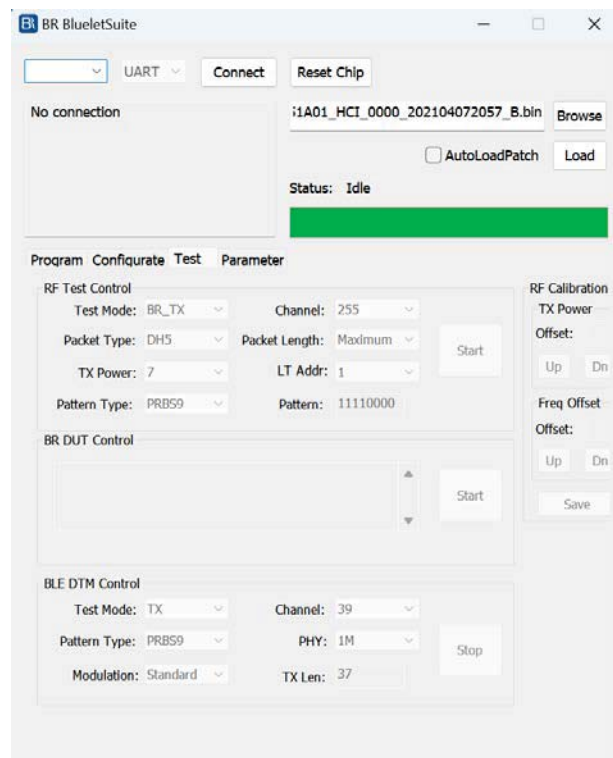 BR BlueletSuite
UART Connect Reset Chip
No connection
51A01_HCI_0000_202104072057_B.bin Browse
AutoLoadPatch Load
Status: Idle
Program Configurate Test Parameter
RF Test Control
Test Mode: BR_TX Channel: 255
Packet Type: DH5 Packet Length: Maximum
Start
TX Power: 7 LT Addr: 1
Pattern Type: PRBS9 Pattern: 11110000
RF Calibration
TX Power
Offset:
Up Dn
Freq Offset
Offset:
Up Dn
Save
BR DUT Control
Start
BLE DTM Control
Test Mode: TX Channel: 39
Pattern Type: PRBS9 PHY: 1M
Stop
Modulation: Standard TX Len: 37